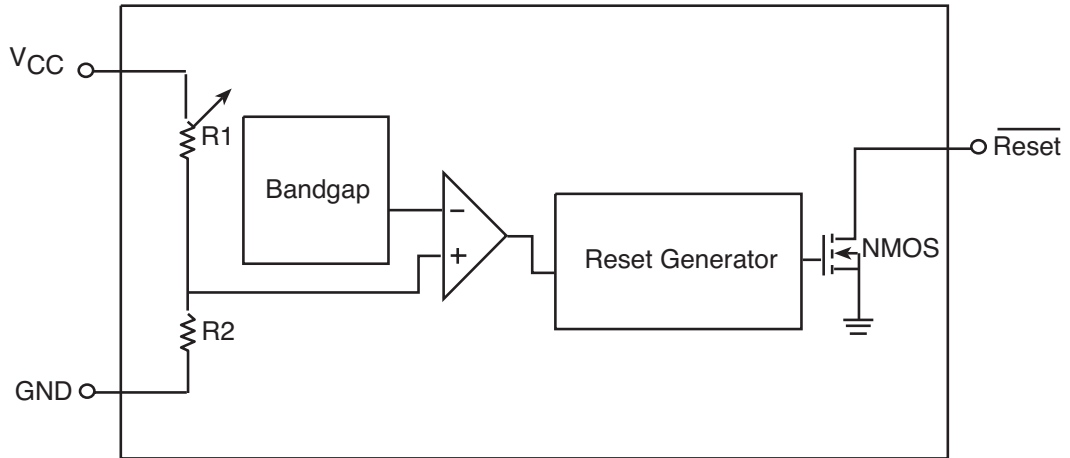 VCC
R1
Bandgap
−
+
Reset Generator
NMOS
Reset
R2
GND